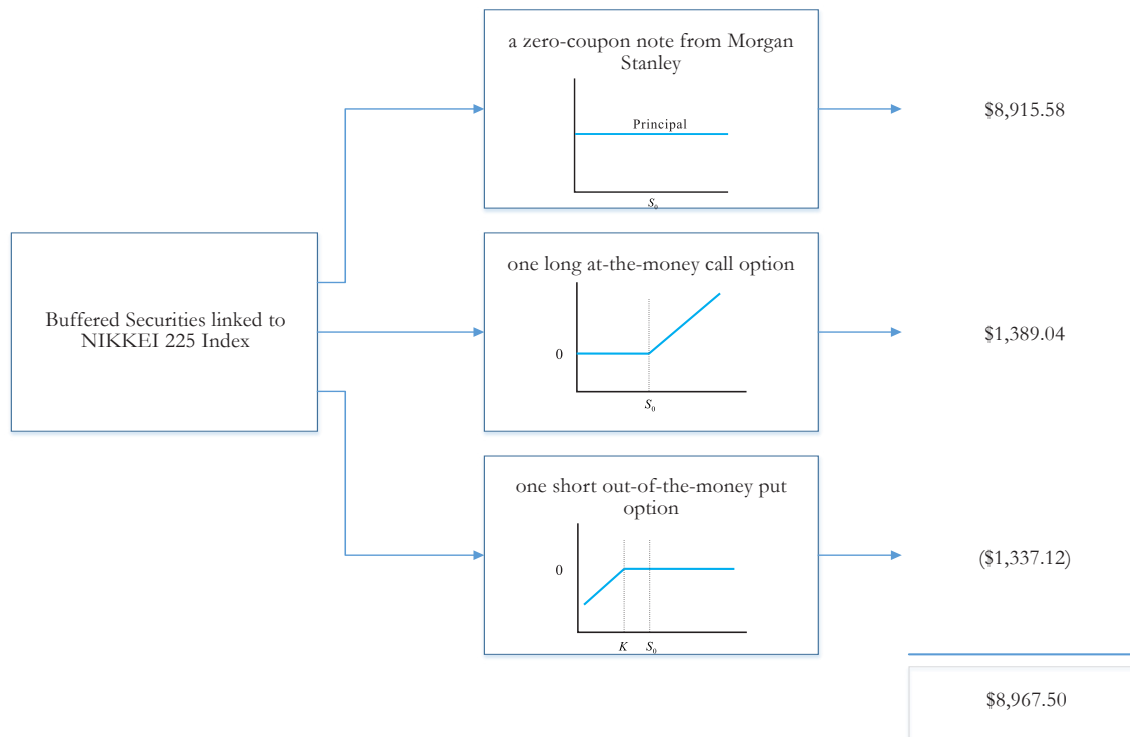 a zero-coupon note from Morgan
Stanley
Principal
S₀
$8,915.58
Buffered Securities linked to
NIKKEI 225 Index
one long at-the-money call option
0
S₀
$1,389.04
one short out-of-the-money put
option
0
K S₀
($1,337.12)
$8,967.50